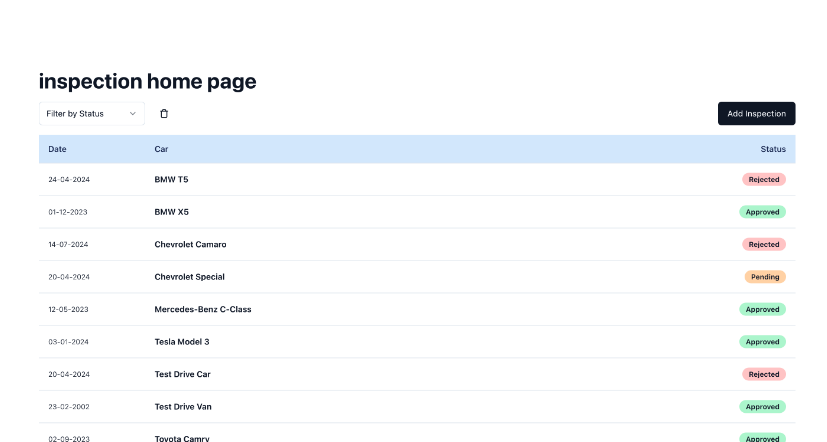 inspection home page
Filter by Status
Add Inspection
Date Car Status
24-04-2024 BMW T5 Rejected
01-12-2023 BMW X5 Approved
14-07-2024 Chevrolet Camaro Rejected
20-04-2024 Chevrolet Special Pending
12-05-2023 Mercedes-Benz C-Class Approved
03-01-2024 Tesla Model 3 Approved
20-04-2024 Test Drive Car Rejected
23-02-2002 Test Drive Van Approved
02-09-2023 Toyota Camry Approved